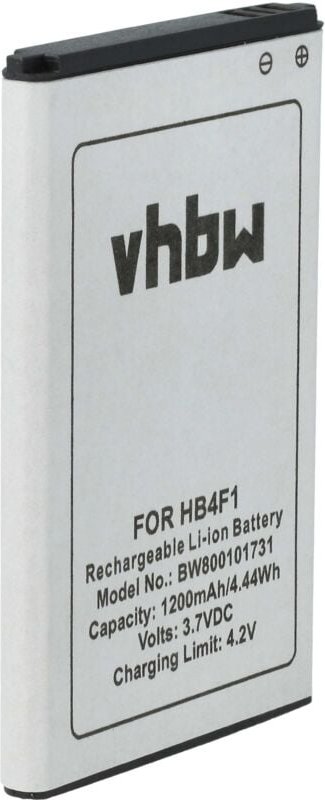 ⊖ ⊕
vhbw
FOR HB4F1
Rechargeable Li-ion Battery
Model No.: BW800101731
Capacity: 1200mAh/4.44Wh
Volts: 3.7VDC
Charging Limit: 4.2V